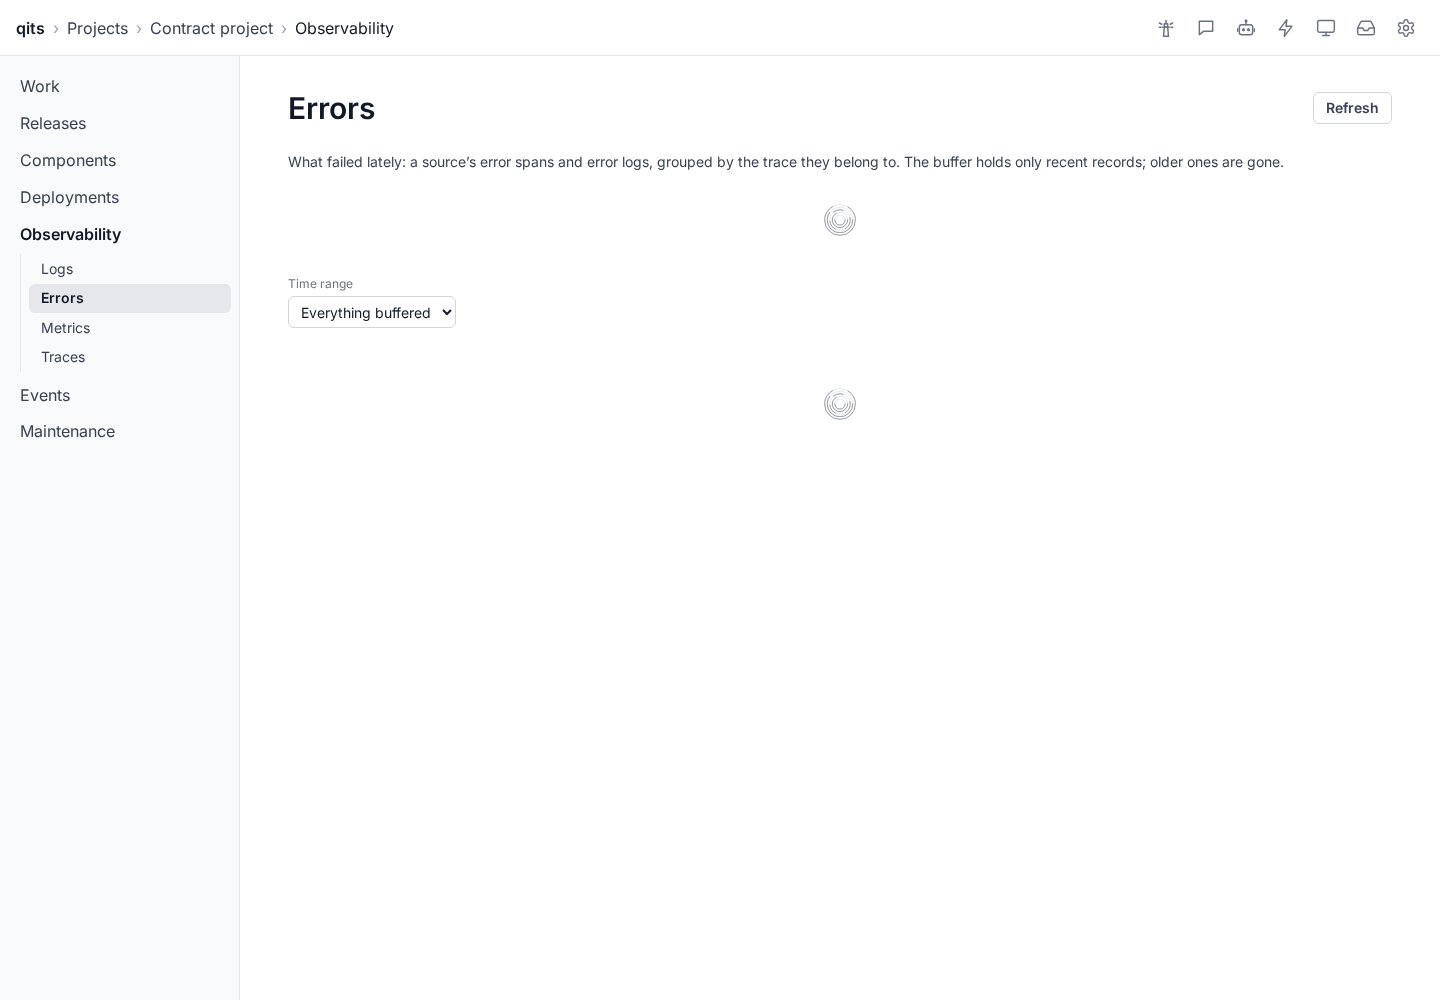 qits › Projects › Contract project › Observability
Work
Releases
Components
Deployments
Observability
Logs
Errors
Metrics
Traces
Events
Maintenance
Errors
Refresh
What failed lately: a source’s error spans and error logs, grouped by the trace they belong to. The buffer holds only recent records; older ones are gone.
Time range
Everything buffered